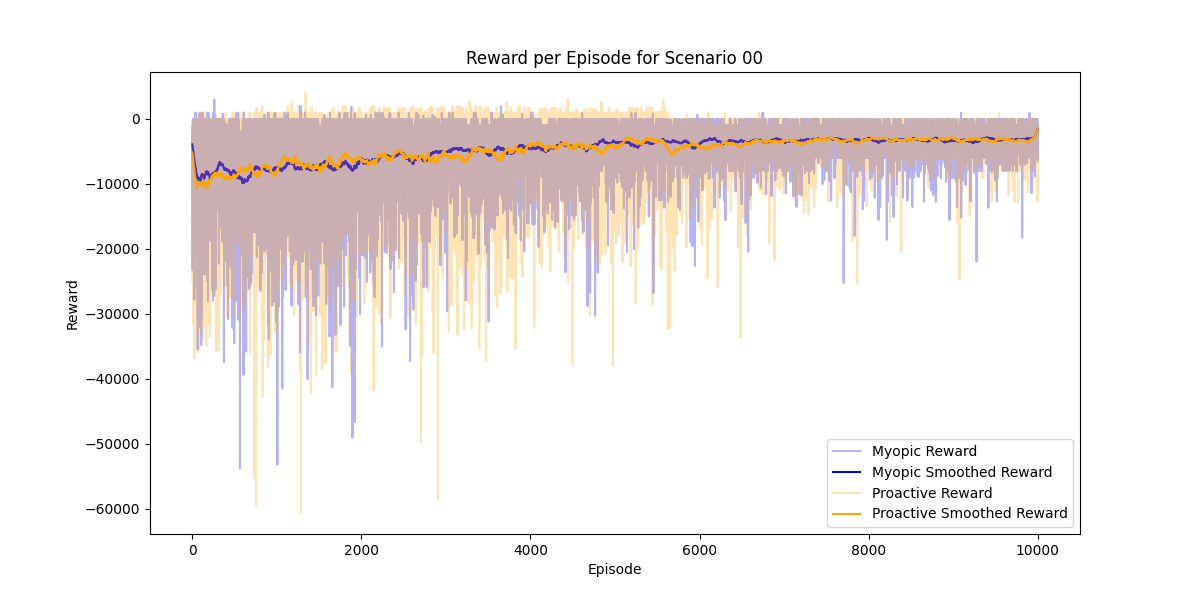 Reward per Episode for Scenario 00
Reward
0
−10000
−20000
−30000
−40000
−50000
−60000
0 2000 4000 6000 8000 10000
Episode
Myopic Reward
Myopic Smoothed Reward
Proactive Reward
Proactive Smoothed Reward